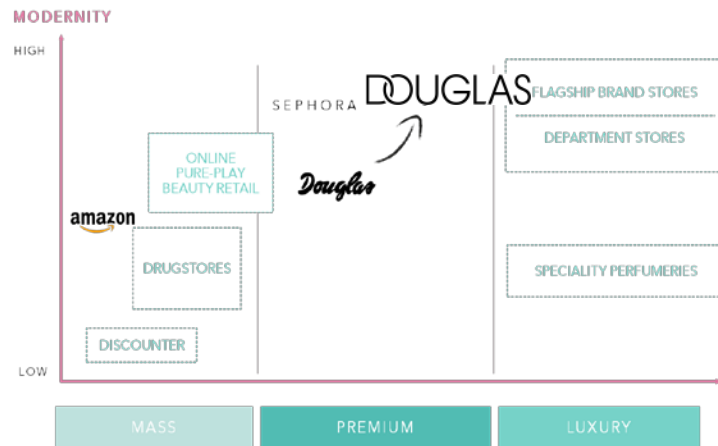 MODERNITY
HIGH
SEPHORA
DOUGLAS
FLAGSHIP BRAND STORES
DEPARTMENT STORES
ONLINE
PURE-PLAY
BEAUTY RETAIL
Douglas
amazon
DRUGSTORES
SPECIALITY PERFUMERIES
DISCOUNTER
LOW
MASS
PREMIUM
LUXURY